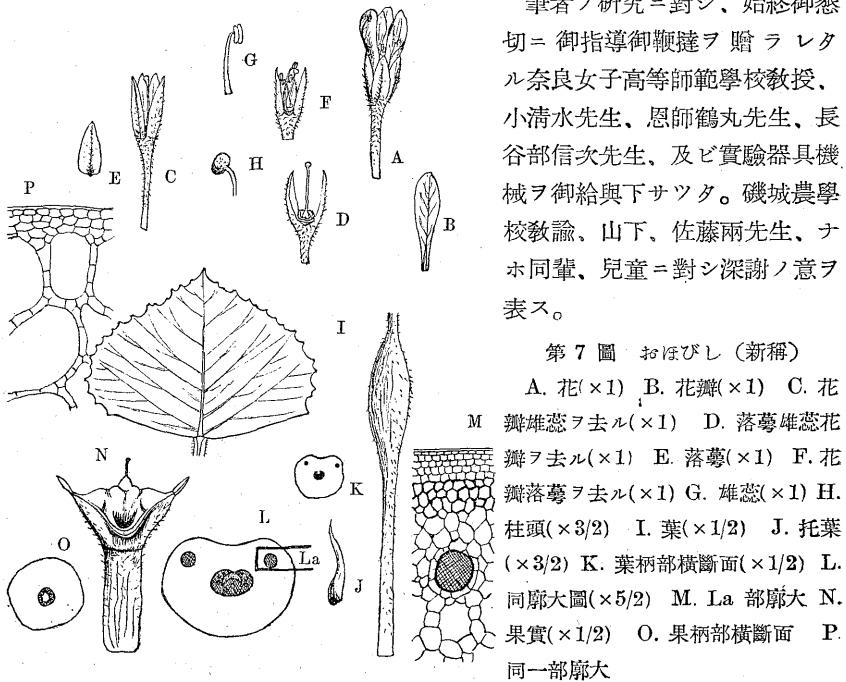 筆者ノ研究ニ對シ、始終御懇
切ニ御指導御鞭撻ヲ贈ラレタ
ル奈良女子高等師範學校敎授、
小淸水先生、恩師鶴丸先生、長
谷部信次先生、及ビ實驗器具機
械ヲ御給與下サツタ。磯城農學
校敎諭、山下、佐藤兩先生、ナ
ホ同輩、兒童ニ對シ深謝ノ意ヲ
表ス。
第7圖 おほびし(新稱)
A. 花(×1) B. 花瓣(×1) C. 花
瓣雄蕊ヲ去ル(×1) D. 落萼雄蕊花
瓣ヲ去ル(×1) E. 落萼(×1) F. 花
瓣落萼ヲ去ル(×1) G. 雄蕊(×1) H.
柱頭(×3/2) I. 葉(×1/2) J. 托葉
(×3/2) K. 葉柄部橫斷面(×1/2) L.
同廓大圖(×5/2) M. La 部廓大 N.
果實(×1/2) O. 果柄部橫斷面 P.
同一部廓大
G
F
A
E
C
H
P
D
B
I
M
N
K
L
O
La
J